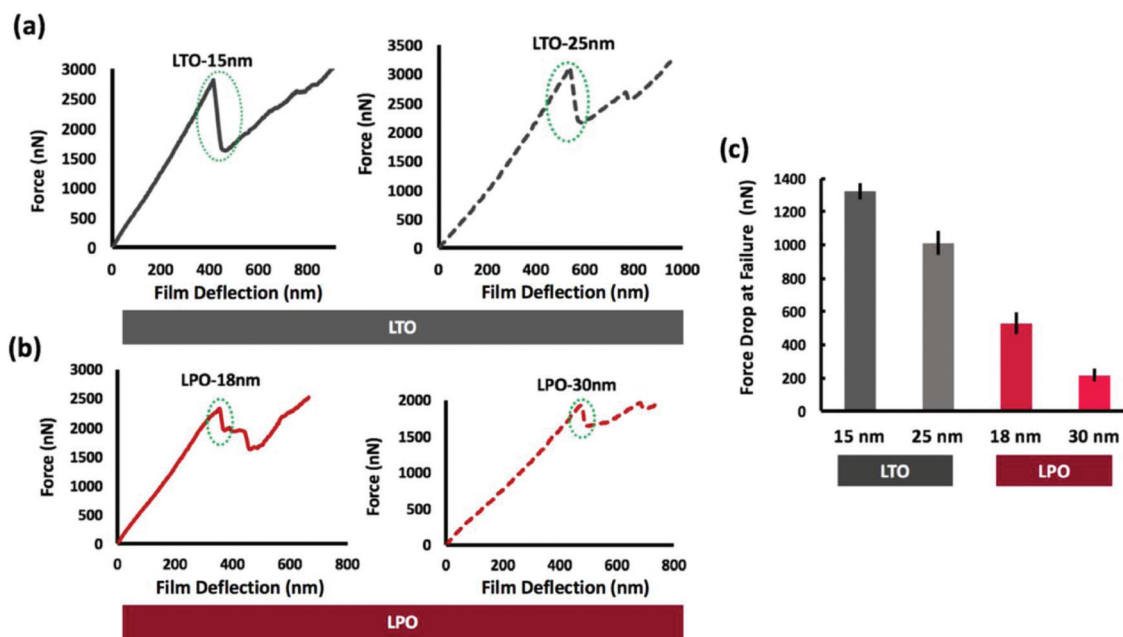 (a)
LTO-15nm
3000
2500
2000
1500
1000
500
0
Force (nN)
0 200 400 600 800
Film Deflection (nm)
LTO-25nm
3500
3000
2500
2000
1500
1000
500
0
Force (nN)
0 200 400 600 800 1000
Film Deflection (nm)
LTO
(b)
LPO-18nm
3000
2500
2000
1500
1000
500
0
Force (nN)
0 200 400 600 800
Film Deflection (nm)
LPO-30nm
2000
1500
1000
500
0
Force (nN)
0 200 400 600 800
Film Deflection (nm)
LPO
(c)
Force Drop at Failure (nN)
1400
1200
1000
800
600
400
200
0
15 nm 25 nm 18 nm 30 nm
LTO LPO